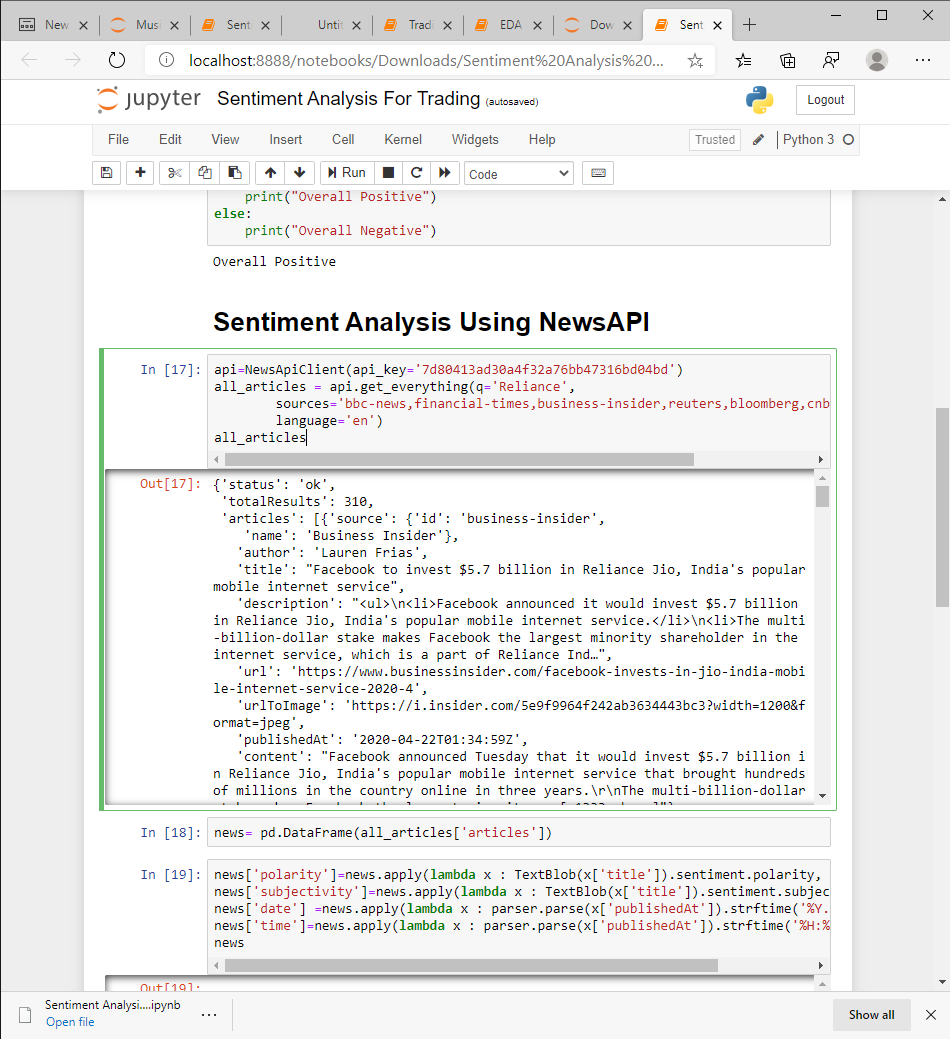 New
Musi
Sent
Untit
Tradi
EDA
Dow
Sent
localhost:8888/notebooks/Downloads/Sentiment%20Analysis%20...
jupyter Sentiment Analysis For Trading (autosaved)
Logout
File Edit View Insert Cell Kernel Widgets Help
Trusted
Python 3
Run
Code
print("Overall Positive")
else:
print("Overall Negative")
Overall Positive
Sentiment Analysis Using NewsAPI
In [17]:
api=NewsApiClient(api_key='7d80413ad30a4f32a76bb47316bd04bd')
all_articles = api.get_everything(q='Reliance',
sources='bbc-news,financial-times,business-insider,reuters,bloomberg,cnb
language='en')
all_articles
Out[17]:
{'status': 'ok',
'totalResults': 310,
'articles': [{'source': {'id': 'business-insider',
'name': 'Business Insider'},
'author': 'Lauren Frias',
'title': "Facebook to invest $5.7 billion in Reliance Jio, India's popular
mobile internet service",
'description': "<ul>\n<li>Facebook announced it would invest $5.7 billion
in Reliance Jio, India's popular mobile internet service.</li>\n<li>The multi
-billion-dollar stake makes Facebook the largest minority shareholder in the
internet service, which is a part of Reliance Ind…",
'url': 'https://www.businessinsider.com/facebook-invests-in-jio-india-mobi
le-internet-service-2020-4',
'urlToImage': 'https://i.insider.com/5e9f9964f242ab3634443bc3?width=1200&f
ormat=jpeg',
'publishedAt': '2020-04-22T01:34:59Z',
'content': "Facebook announced Tuesday that it would invest $5.7 billion i
n Reliance Jio, India's popular mobile internet service that brought hundreds
of millions in the country online in three years.\r\nThe multi-billion-dollar
In [18]:
news= pd.DataFrame(all_articles['articles'])
In [19]:
news['polarity']=news.apply(lambda x : TextBlob(x['title']).sentiment.polarity,
news['subjectivity']=news.apply(lambda x : TextBlob(x['title']).sentiment.subjec
news['date'] =news.apply(lambda x : parser.parse(x['publishedAt']).strftime('%Y.
news['time']=news.apply(lambda x : parser.parse(x['publishedAt']).strftime('%H:%
news
Out[19]:
Sentiment Analysi....ipynb
Open file
Show all